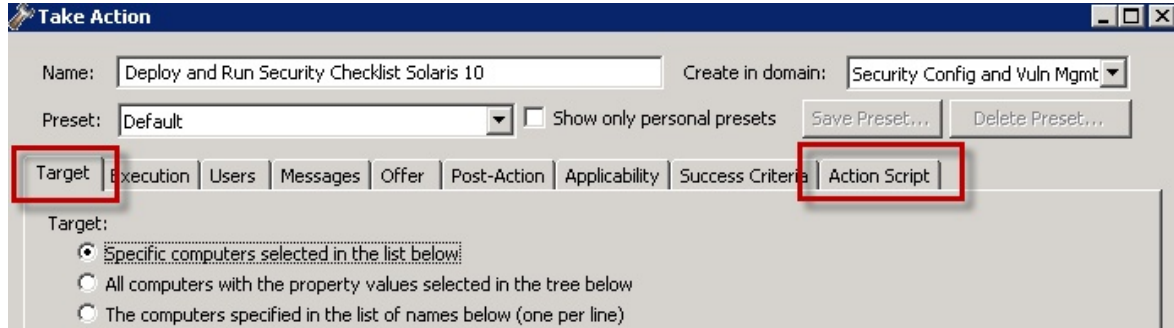 Take Action
Name: Deploy and Run Security Checklist Solaris 10 Create in domain: Security Config and Vuln Mgmt
Preset: Default Show only personal presets Save Preset... Delete Preset...
Target Execution Users Messages Offer Post-Action Applicability Success Criteria Action Script
Target:
Specific computers selected in the list below
All computers with the property values selected in the tree below
The computers specified in the list of names below (one per line)